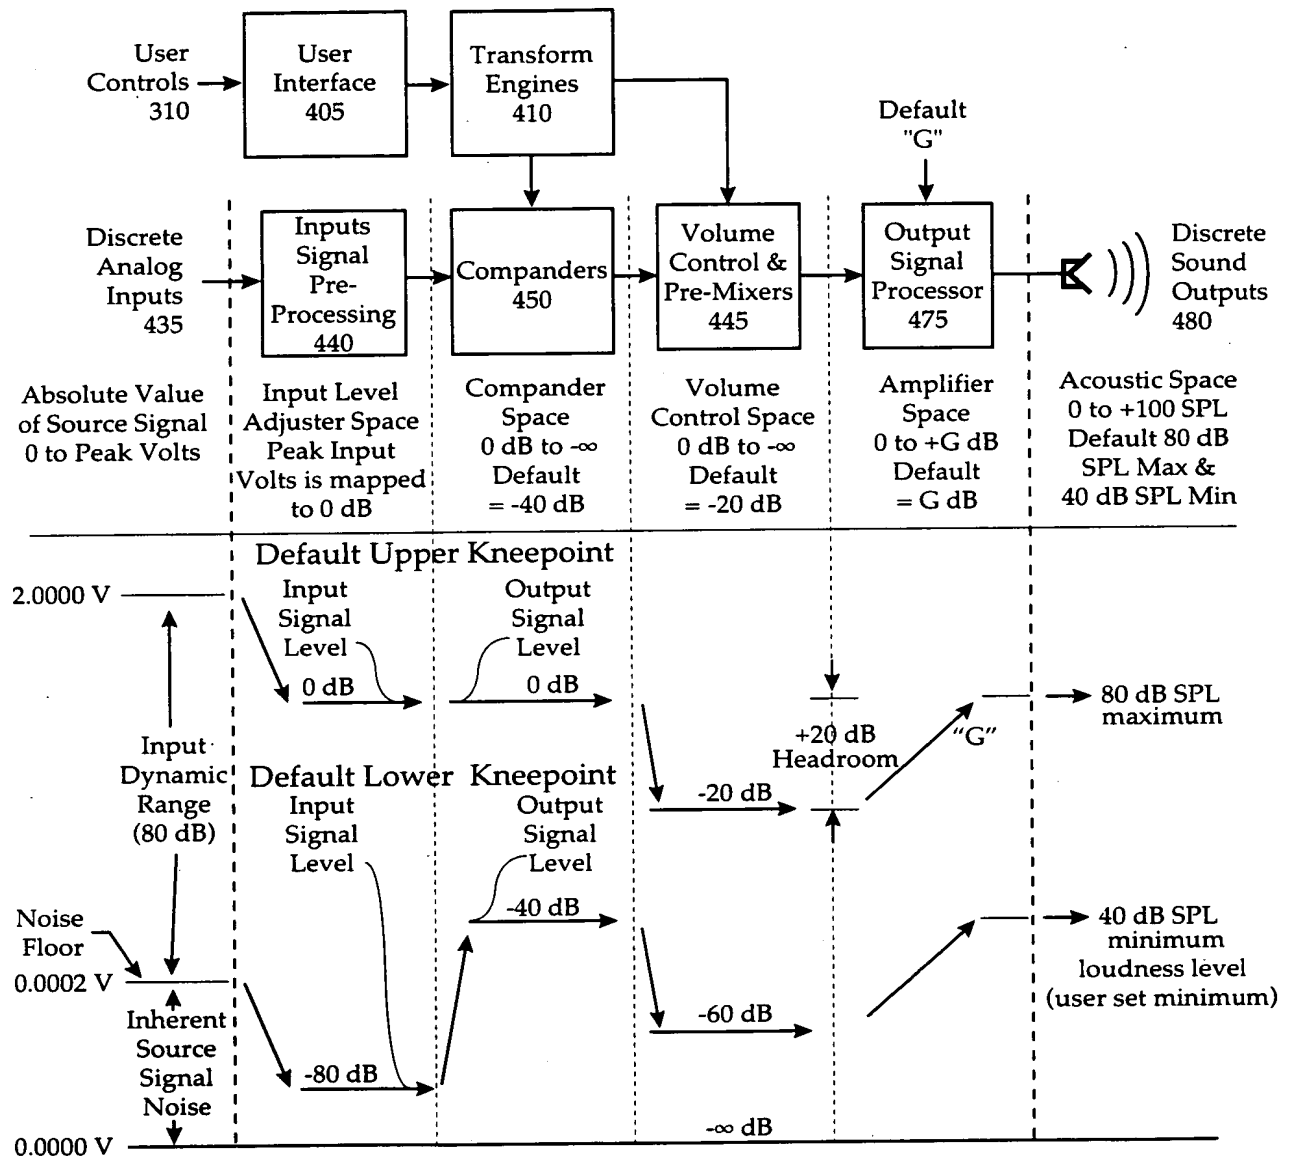 User
Controls
310
User
Interface
405
Transform
Engines
410
Default
"G"
Discrete
Analog
Inputs
435
Inputs
Signal
Pre-
Processing
440
Companders
450
Volume
Control &
Pre-Mixers
445
Output
Signal
Processor
475
Discrete
Sound
Outputs
480
Absolute Value
of Source Signal
0 to Peak Volts
Input Level
Adjuster Space
Peak Input
Volts is mapped
to 0 dB
Compander
Space
0 dB to -∞
Default
= -40 dB
Volume
Control Space
0 dB to -∞
Default
= -20 dB
Amplifier
Space
0 to +G dB
Default
= G dB
Acoustic Space
0 to +100 SPL
Default 80 dB
SPL Max &
40 dB SPL Min
Default Upper Kneepoint
2.0000 V
Input
Signal
Level
0 dB
Output
Signal
Level
0 dB
80 dB SPL
maximum
+20 dB
Headroom
"G"
Input
Dynamic
Range
(80 dB)
Default Lower Kneepoint
-20 dB
Input
Signal
Level
Output
Signal
Level
-40 dB
Noise
Floor
0.0002 V
40 dB SPL
minimum
loudness level
(user set minimum)
-60 dB
Inherent
Source
Signal
Noise
-80 dB
0.0000 V
-∞ dB